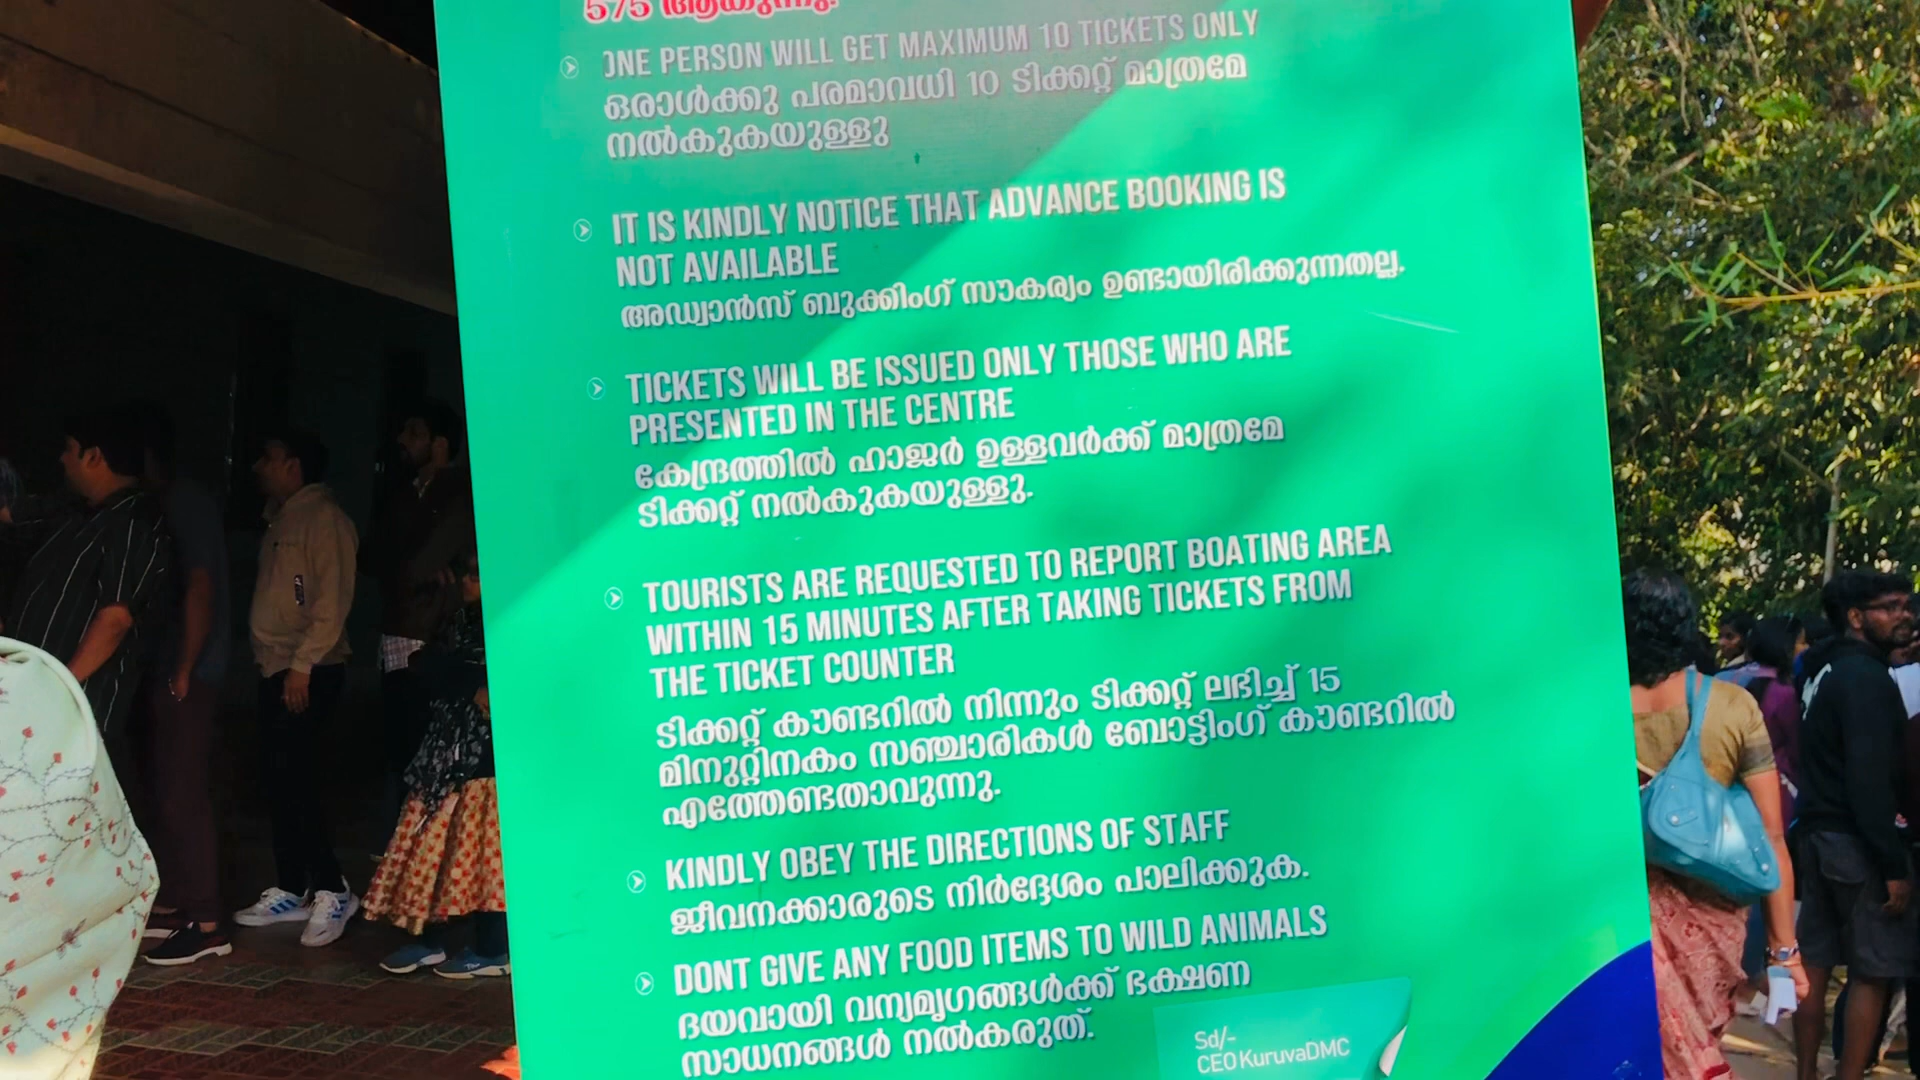 575 ആകുന്നു.
ONE PERSON WILL GET MAXIMUM 10 TICKETS ONLY
ഒരാൾക്കു പരമാവധി 10 ടിക്കറ്റ് മാത്രമേ
നൽകുകയുള്ളു
IT IS KINDLY NOTICE THAT ADVANCE BOOKING IS
NOT AVAILABLE
അഡ്വാൻസ് ബുക്കിംഗ് സൗകര്യം ഉണ്ടായിരിക്കുന്നതല്ല.
TICKETS WILL BE ISSUED ONLY THOSE WHO ARE
PRESENTED IN THE CENTRE
കേന്ദ്രത്തിൽ ഹാജർ ഉള്ളവർക്ക് മാത്രമേ
ടിക്കറ്റ് നൽകുകയുള്ളു.
TOURISTS ARE REQUESTED TO REPORT BOATING AREA
WITHIN 15 MINUTES AFTER TAKING TICKETS FROM
THE TICKET COUNTER
ടിക്കറ്റ് കൗണ്ടറിൽ നിന്നും ടിക്കറ്റ് ലഭിച്ച് 15
മിനുറ്റിനകം സഞ്ചാരികൾ ബോട്ടിംഗ് കൗണ്ടറിൽ
എത്തേണ്ടതാവുന്നു.
KINDLY OBEY THE DIRECTIONS OF STAFF
ജീവനക്കാരുടെ നിർദ്ദേശം പാലിക്കുക.
DONT GIVE ANY FOOD ITEMS TO WILD ANIMALS
ദയവായി വന്യമൃഗങ്ങൾക്ക് ഭക്ഷണ
സാധനങ്ങൾ നൽകരുത്.
Sd/-
CEO KuruvaDMC